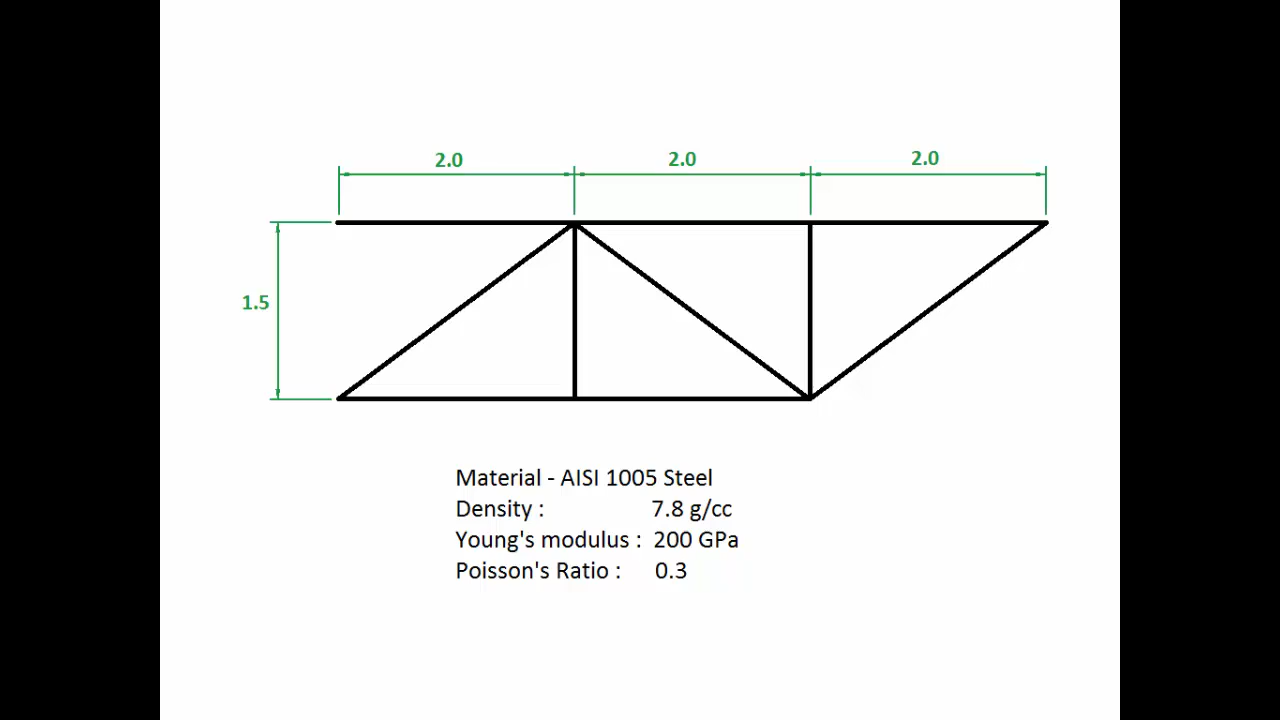 2.0 2.0 2.0
1.5
Material - AISI 1005 Steel
Density : 7.8 g/cc
Young's modulus : 200 GPa
Poisson's Ratio : 0.3